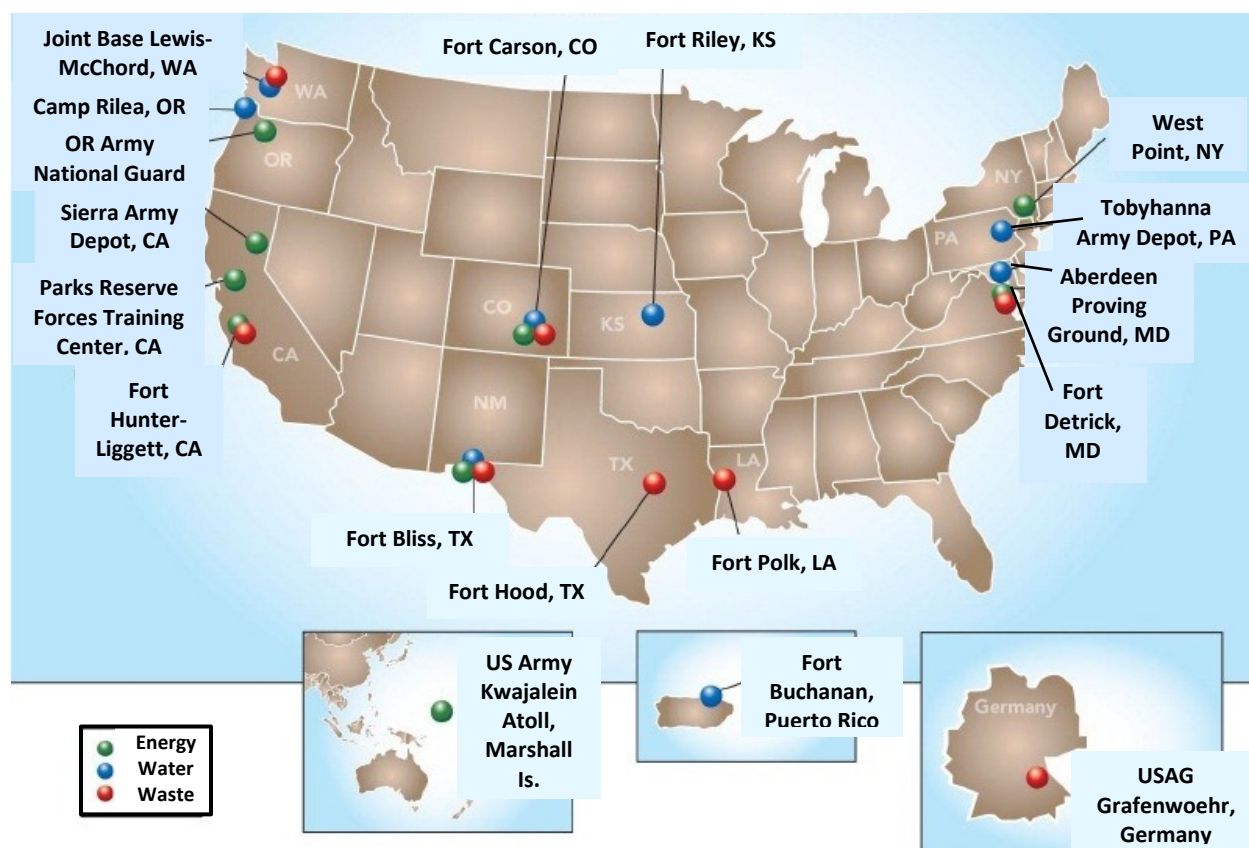 Joint Base Lewis-
McChord, WA
Camp Rilea, OR
OR Army
National Guard
Sierra Army
Depot, CA
Parks Reserve
Forces Training
Center, CA
Fort
Hunter-
Liggett, CA
Fort Carson, CO
Fort Riley, KS
West
Point, NY
Tobyhanna
Army Depot, PA
Aberdeen
Proving
Ground, MD
Fort
Detrick,
MD
WA
OR
CA
CO
KS
NM
TX
LA
NY
PA
Fort Bliss, TX
Fort Hood, TX
Fort Polk, LA
US Army
Kwajalein
Atoll,
Marshall
Is.
Fort
Buchanan,
Puerto Rico
Germany
USAG
Grafenwoehr,
Germany
Energy
Water
Waste